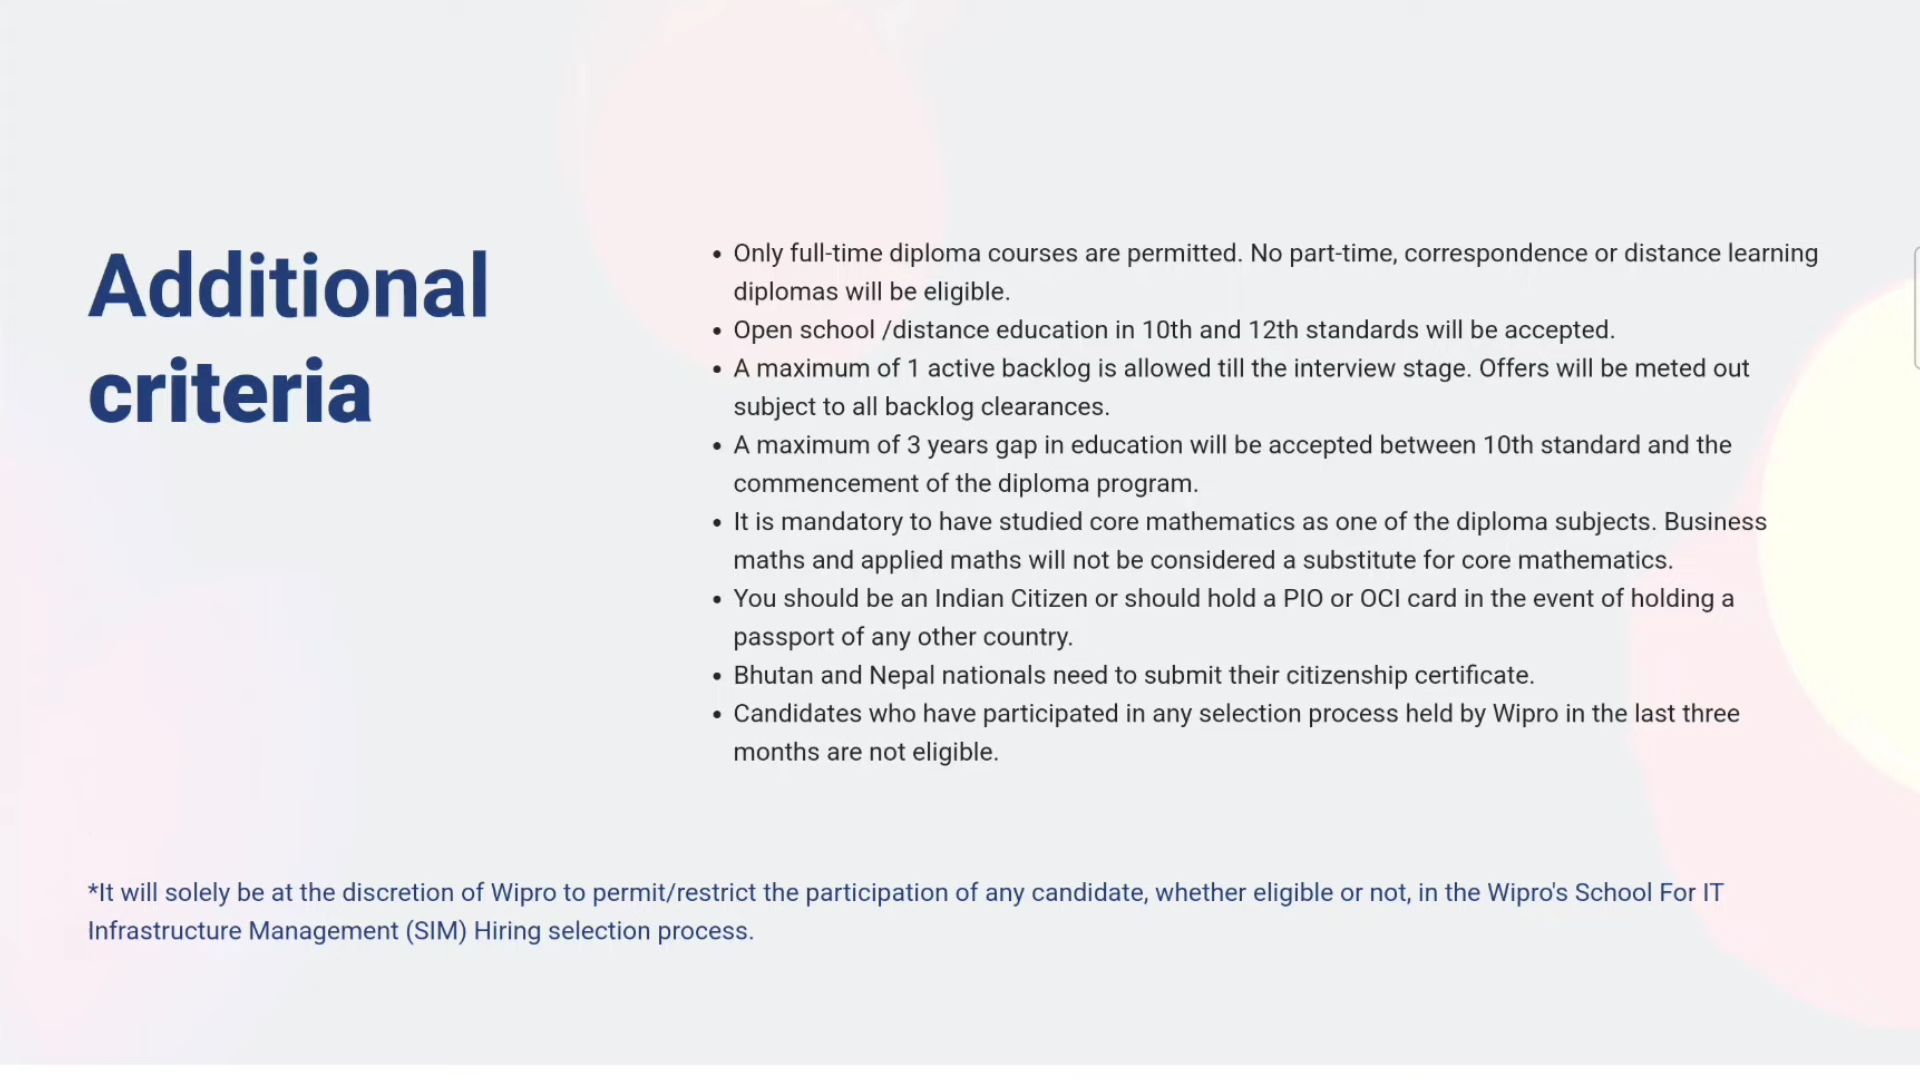 Additional
criteria
• Only full-time diploma courses are permitted. No part-time, correspondence or distance learning
diplomas will be eligible.
• Open school /distance education in 10th and 12th standards will be accepted.
• A maximum of 1 active backlog is allowed till the interview stage. Offers will be meted out
subject to all backlog clearances.
• A maximum of 3 years gap in education will be accepted between 10th standard and the
commencement of the diploma program.
• It is mandatory to have studied core mathematics as one of the diploma subjects. Business
maths and applied maths will not be considered a substitute for core mathematics.
• You should be an Indian Citizen or should hold a PIO or OCI card in the event of holding a
passport of any other country.
• Bhutan and Nepal nationals need to submit their citizenship certificate.
• Candidates who have participated in any selection process held by Wipro in the last three
months are not eligible.
*It will solely be at the discretion of Wipro to permit/restrict the participation of any candidate, whether eligible or not, in the Wipro's School For IT
Infrastructure Management (SIM) Hiring selection process.